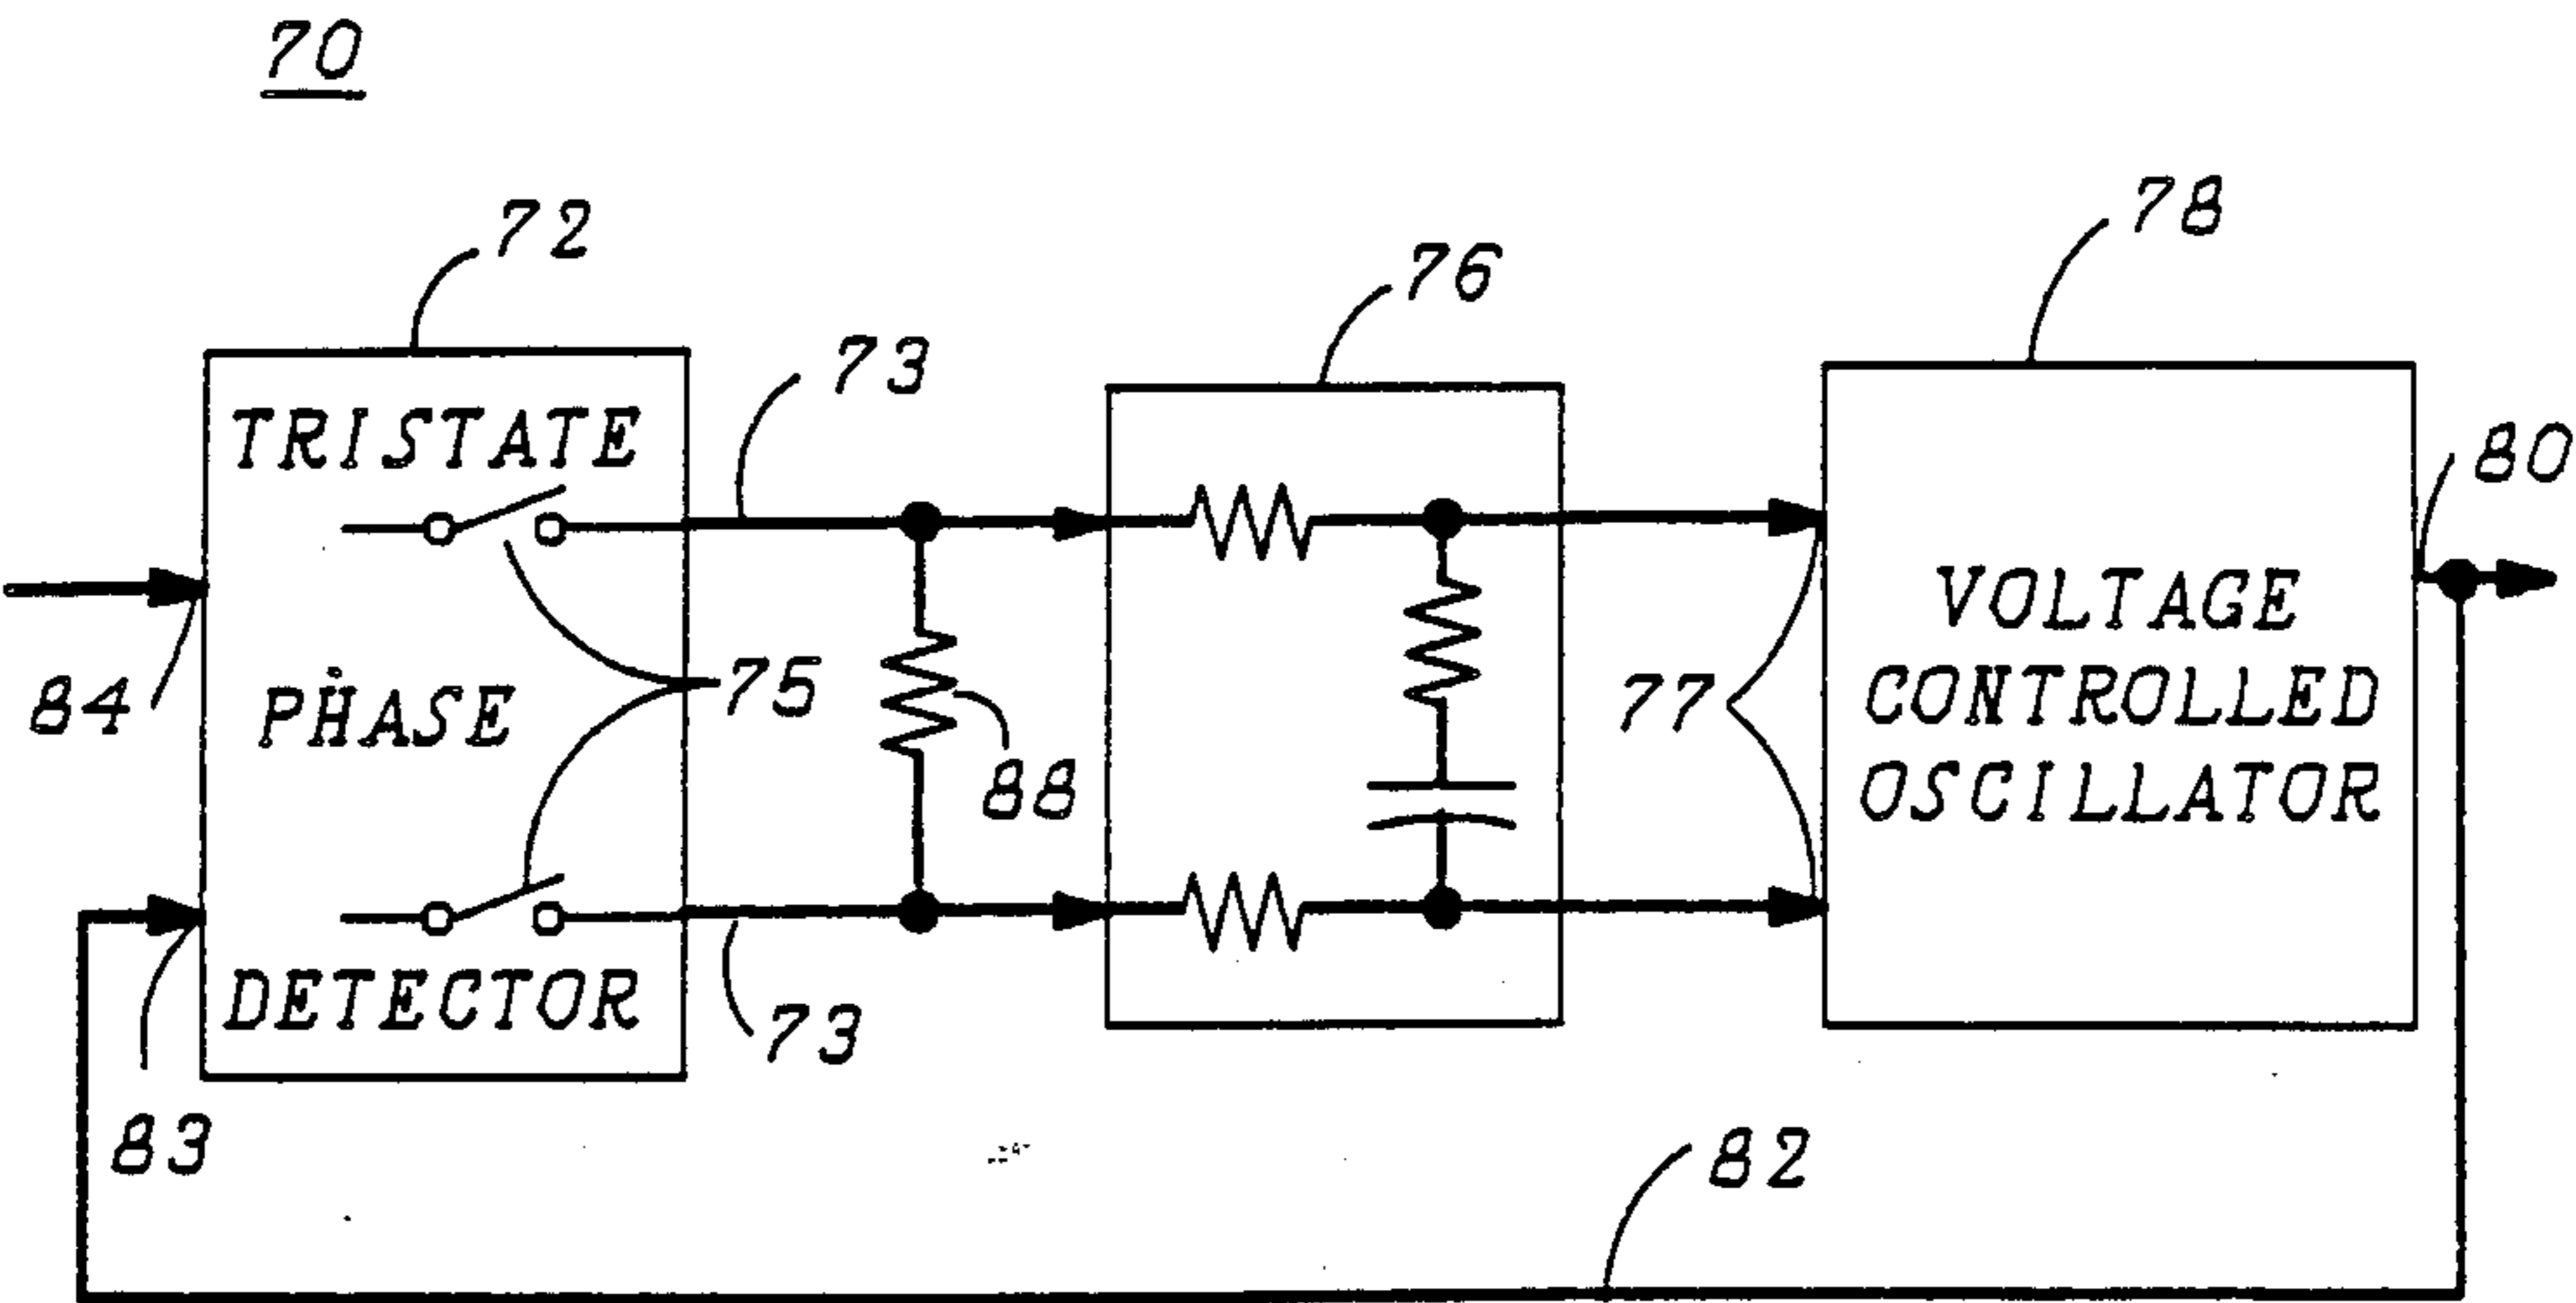 70
72
78
76
73
80
TRISTATE
VOLTAGE
CONTROLLED
OSCILLATOR
84
PHASE
75
77
88
DETECTOR
73
83
82